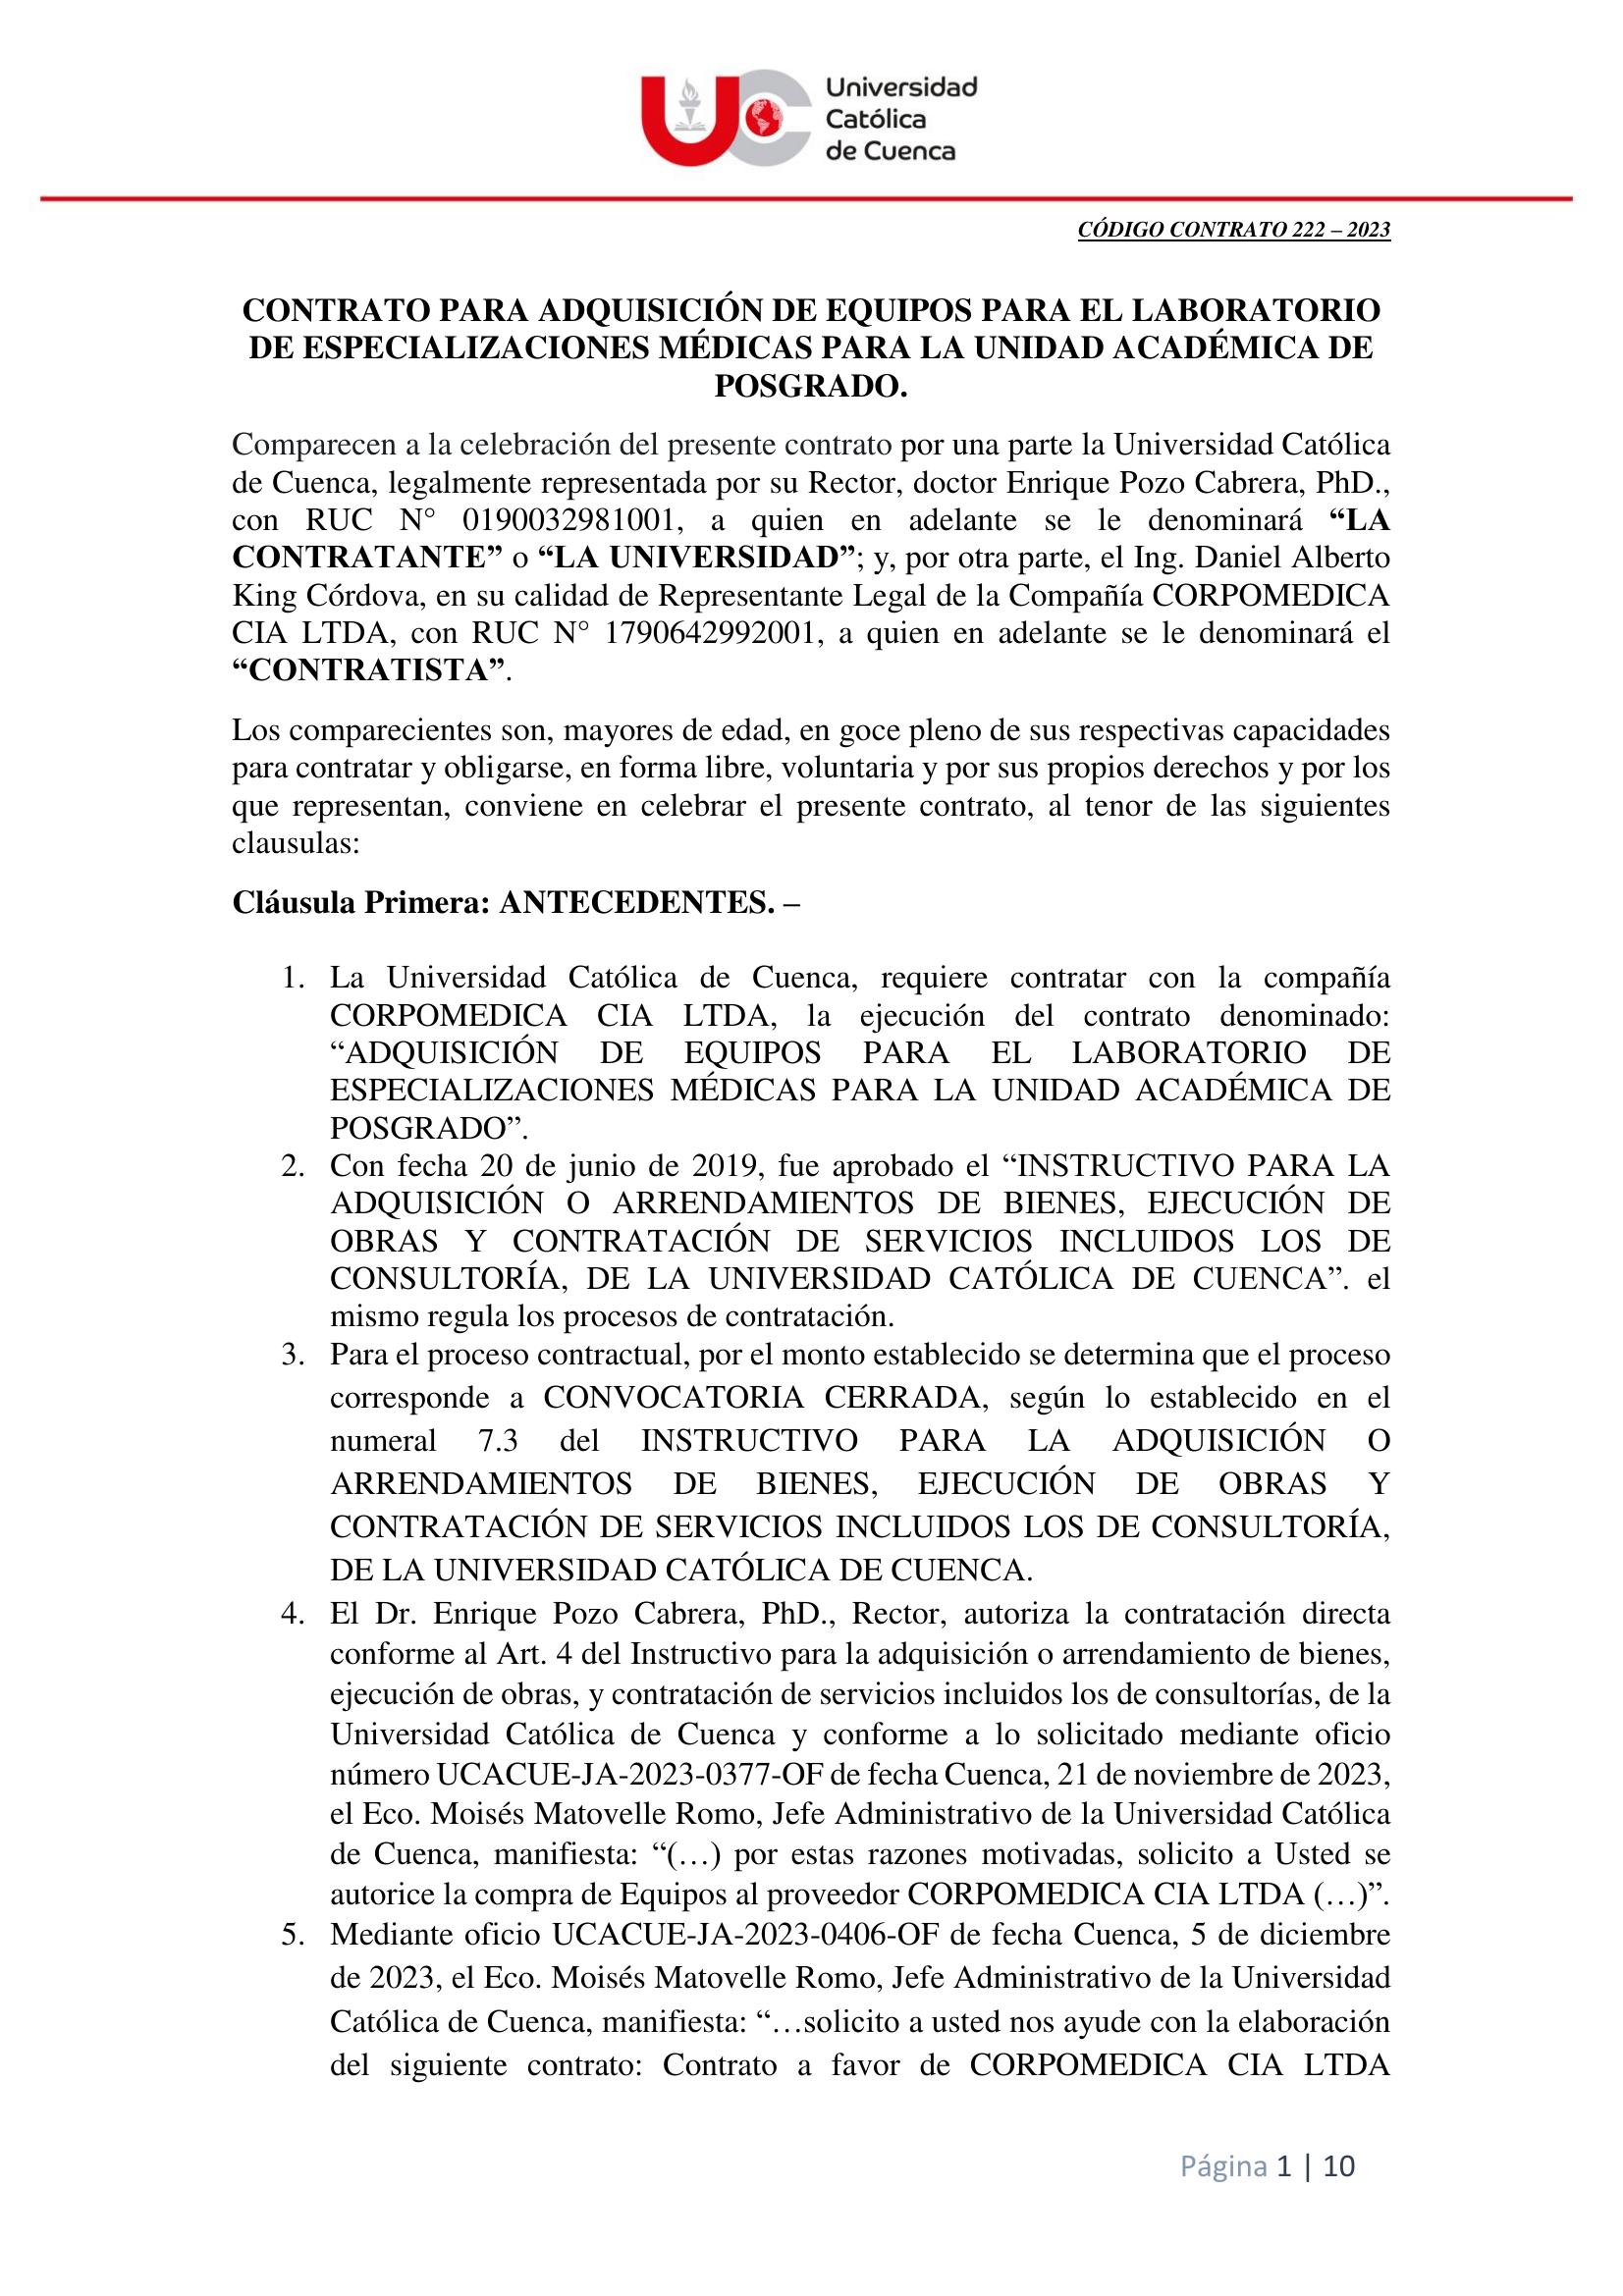 Universidad
Católica
de Cuenca
CÓDIGO CONTRATO 222 – 2023
CONTRATO PARA ADQUISICIÓN DE EQUIPOS PARA EL LABORATORIO
DE ESPECIALIZACIONES MÉDICAS PARA LA UNIDAD ACADÉMICA DE
POSGRADO.
Comparecen a la celebración del presente contrato por una parte la Universidad Católica
de Cuenca, legalmente representada por su Rector, doctor Enrique Pozo Cabrera, PhD.,
con RUC N° 0190032981001, a quien en adelante se le denominará “LA
CONTRATANTE” o “LA UNIVERSIDAD”; y, por otra parte, el Ing. Daniel Alberto
King Córdova, en su calidad de Representante Legal de la Compañía CORPOMEDICA
CIA LTDA, con RUC N° 1790642992001, a quien en adelante se le denominará el
“CONTRATISTA”.
Los comparecientes son, mayores de edad, en goce pleno de sus respectivas capacidades
para contratar y obligarse, en forma libre, voluntaria y por sus propios derechos y por los
que representan, conviene en celebrar el presente contrato, al tenor de las siguientes
clausulas:
Cláusula Primera: ANTECEDENTES. –
1. La Universidad Católica de Cuenca, requiere contratar con la compañía
CORPOMEDICA CIA LTDA, la ejecución del contrato denominado:
“ADQUISICIÓN DE EQUIPOS PARA EL LABORATORIO DE
ESPECIALIZACIONES MÉDICAS PARA LA UNIDAD ACADÉMICA DE
POSGRADO”.
2. Con fecha 20 de junio de 2019, fue aprobado el “INSTRUCTIVO PARA LA
ADQUISICIÓN O ARRENDAMIENTOS DE BIENES, EJECUCIÓN DE
OBRAS Y CONTRATACIÓN DE SERVICIOS INCLUIDOS LOS DE
CONSULTORÍA, DE LA UNIVERSIDAD CATÓLICA DE CUENCA”. el
mismo regula los procesos de contratación.
3. Para el proceso contractual, por el monto establecido se determina que el proceso
corresponde a CONVOCATORIA CERRADA, según lo establecido en el
numeral 7.3 del INSTRUCTIVO PARA LA ADQUISICIÓN O
ARRENDAMIENTOS DE BIENES, EJECUCIÓN DE OBRAS Y
CONTRATACIÓN DE SERVICIOS INCLUIDOS LOS DE CONSULTORÍA,
DE LA UNIVERSIDAD CATÓLICA DE CUENCA.
4. El Dr. Enrique Pozo Cabrera, PhD., Rector, autoriza la contratación directa
conforme al Art. 4 del Instructivo para la adquisición o arrendamiento de bienes,
ejecución de obras, y contratación de servicios incluidos los de consultorías, de la
Universidad Católica de Cuenca y conforme a lo solicitado mediante oficio
número UCACUE-JA-2023-0377-OF de fecha Cuenca, 21 de noviembre de 2023,
el Eco. Moisés Matovelle Romo, Jefe Administrativo de la Universidad Católica
de Cuenca, manifiesta: “(…) por estas razones motivadas, solicito a Usted se
autorice la compra de Equipos al proveedor CORPOMEDICA CIA LTDA (…)”.
5. Mediante oficio UCACUE-JA-2023-0406-OF de fecha Cuenca, 5 de diciembre
de 2023, el Eco. Moisés Matovelle Romo, Jefe Administrativo de la Universidad
Católica de Cuenca, manifiesta: “…solicito a usted nos ayude con la elaboración
del siguiente contrato: Contrato a favor de CORPOMEDICA CIA LTDA
Página 1 | 10